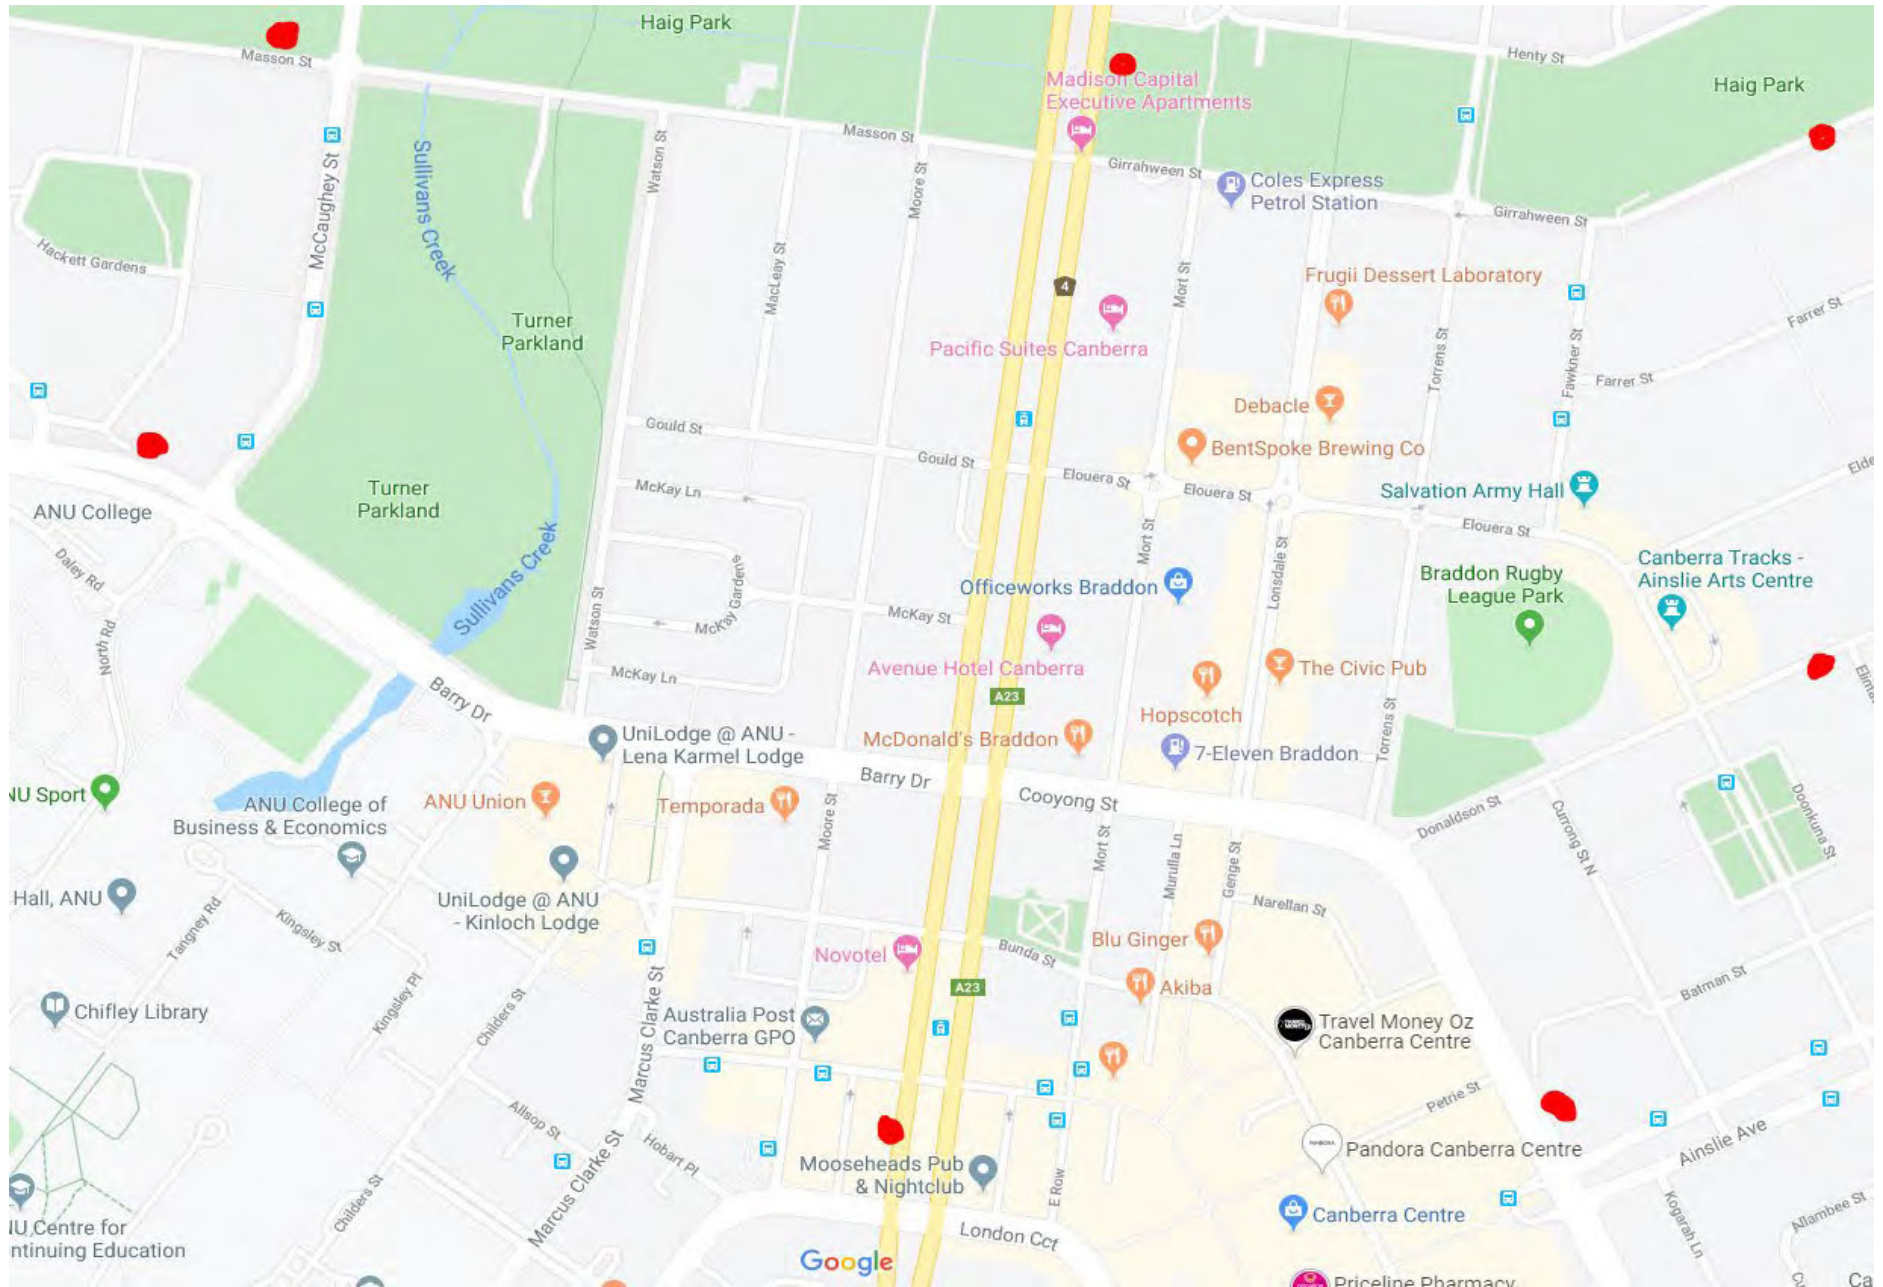 Haig Park
Masson St
Henty St
Madison Capital
Executive Apartments
Haig Park
Masson St
Girrahween St
Coles Express
Petrol Station
Girrahween St
McCaughey St
Sullivans Creek
Watson St
Moore St
MacLeay St
Mort St
Hackett Gardens
4
Frugii Dessert Laboratory
Farrer St
Turner
Parkland
Pacific Suites Canberra
Torrens St
Fawkner St
Farrer St
Debacle
Gould St
BentSpoke Brewing Co
Gould St
Elouera St
Elouera St
McKay Ln
Salvation Army Hall
Turner
Parkland
ANU College
Elouera St
Mort St
Lonsdale St
Daley Rd
Sullivans Creek
Canberra Tracks -
Ainslie Arts Centre
Officeworks Braddon
Braddon Rugby
League Park
McKay Gardens
McKay St
Watson St
North Rd
Avenue Hotel Canberra
The Civic Pub
McKay Ln
A23
Barry Dr
Hopscotch
Torrens St
UniLodge @ ANU -
Lena Karmel Lodge
McDonald's Braddon
7-Eleven Braddon
Barry Dr
Cooyong St
NU Sport
ANU College of
Business & Economics
ANU Union
Temporada
Moore St
Donaldson St
Doonkuna St
Currong St N
Mort St
Murulla Ln
Genge St
Hall, ANU
UniLodge @ ANU
- Kinloch Lodge
Narellan St
Tangney Rd
Kingsley St
Blu Ginger
Novotel
Bunda St
Akiba
A23
Batman St
Kingsley Pl
Childers St
Marcus Clarke St
Chifley Library
Australia Post
Canberra GPO
Travel Money Oz
Canberra Centre
Petrie St
Allsop St
Hobart Pl
Mooseheads Pub
& Nightclub
PANDORA
Pandora Canberra Centre
Ainslie Ave
E Row
Childers St
Marcus Clarke St
Canberra Centre
Kogarah Ln
Allambee St
NU Centre for
ntinuing Education
London Cct
Google
Priceline Pharmacy
Ca